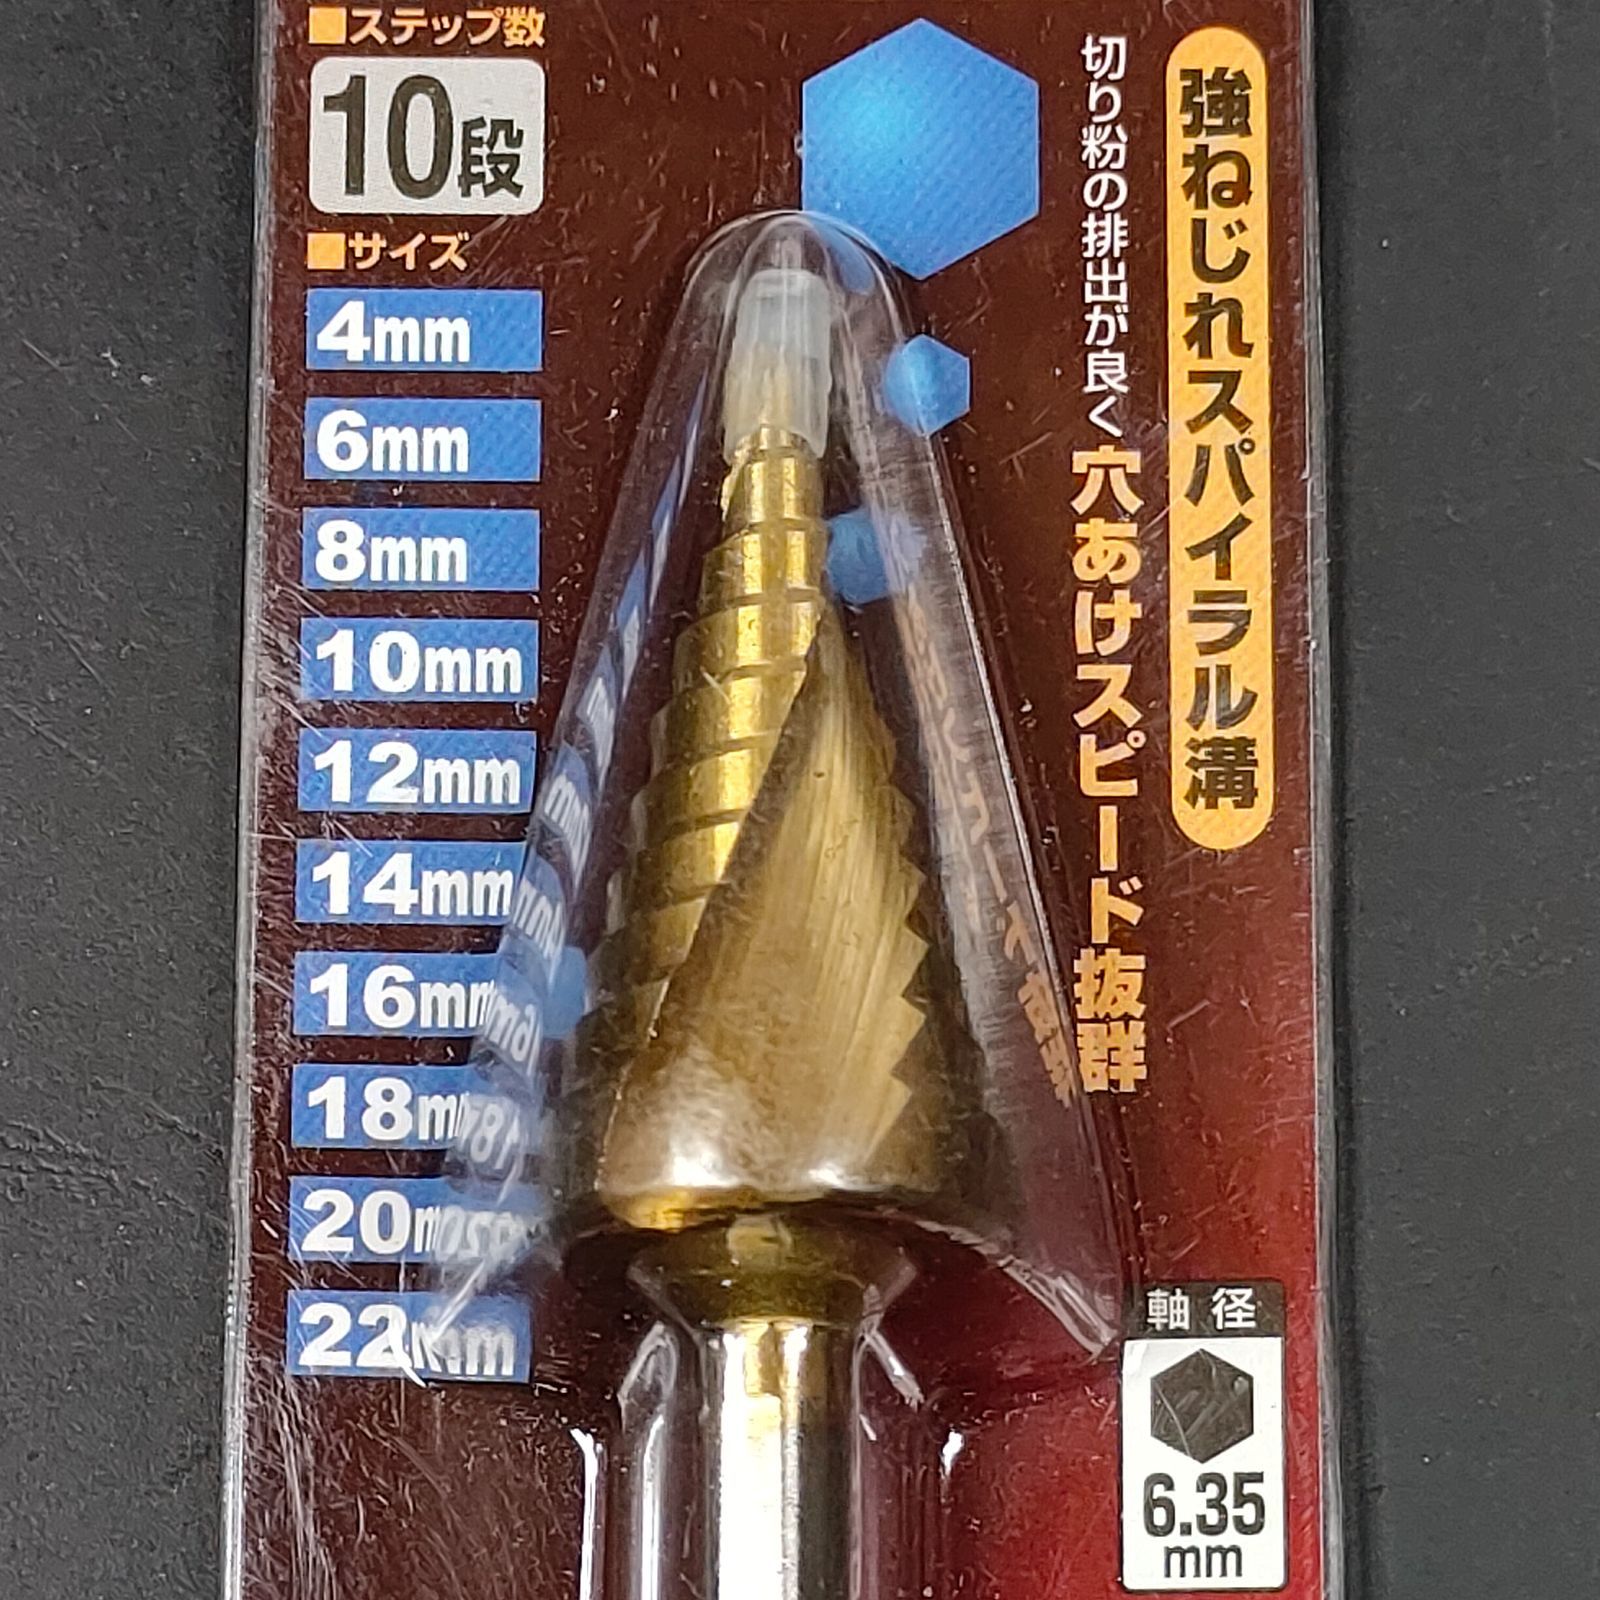 ■ステップ数
10段
■サイズ
4mm
6mm
8mm
10mm
12mm
14mm
16mm
18mm
20mm
22mm
強ねじれスパイラル溝
切り粉の排出が良く穴あけスピード抜群
軸径
6.35
mm